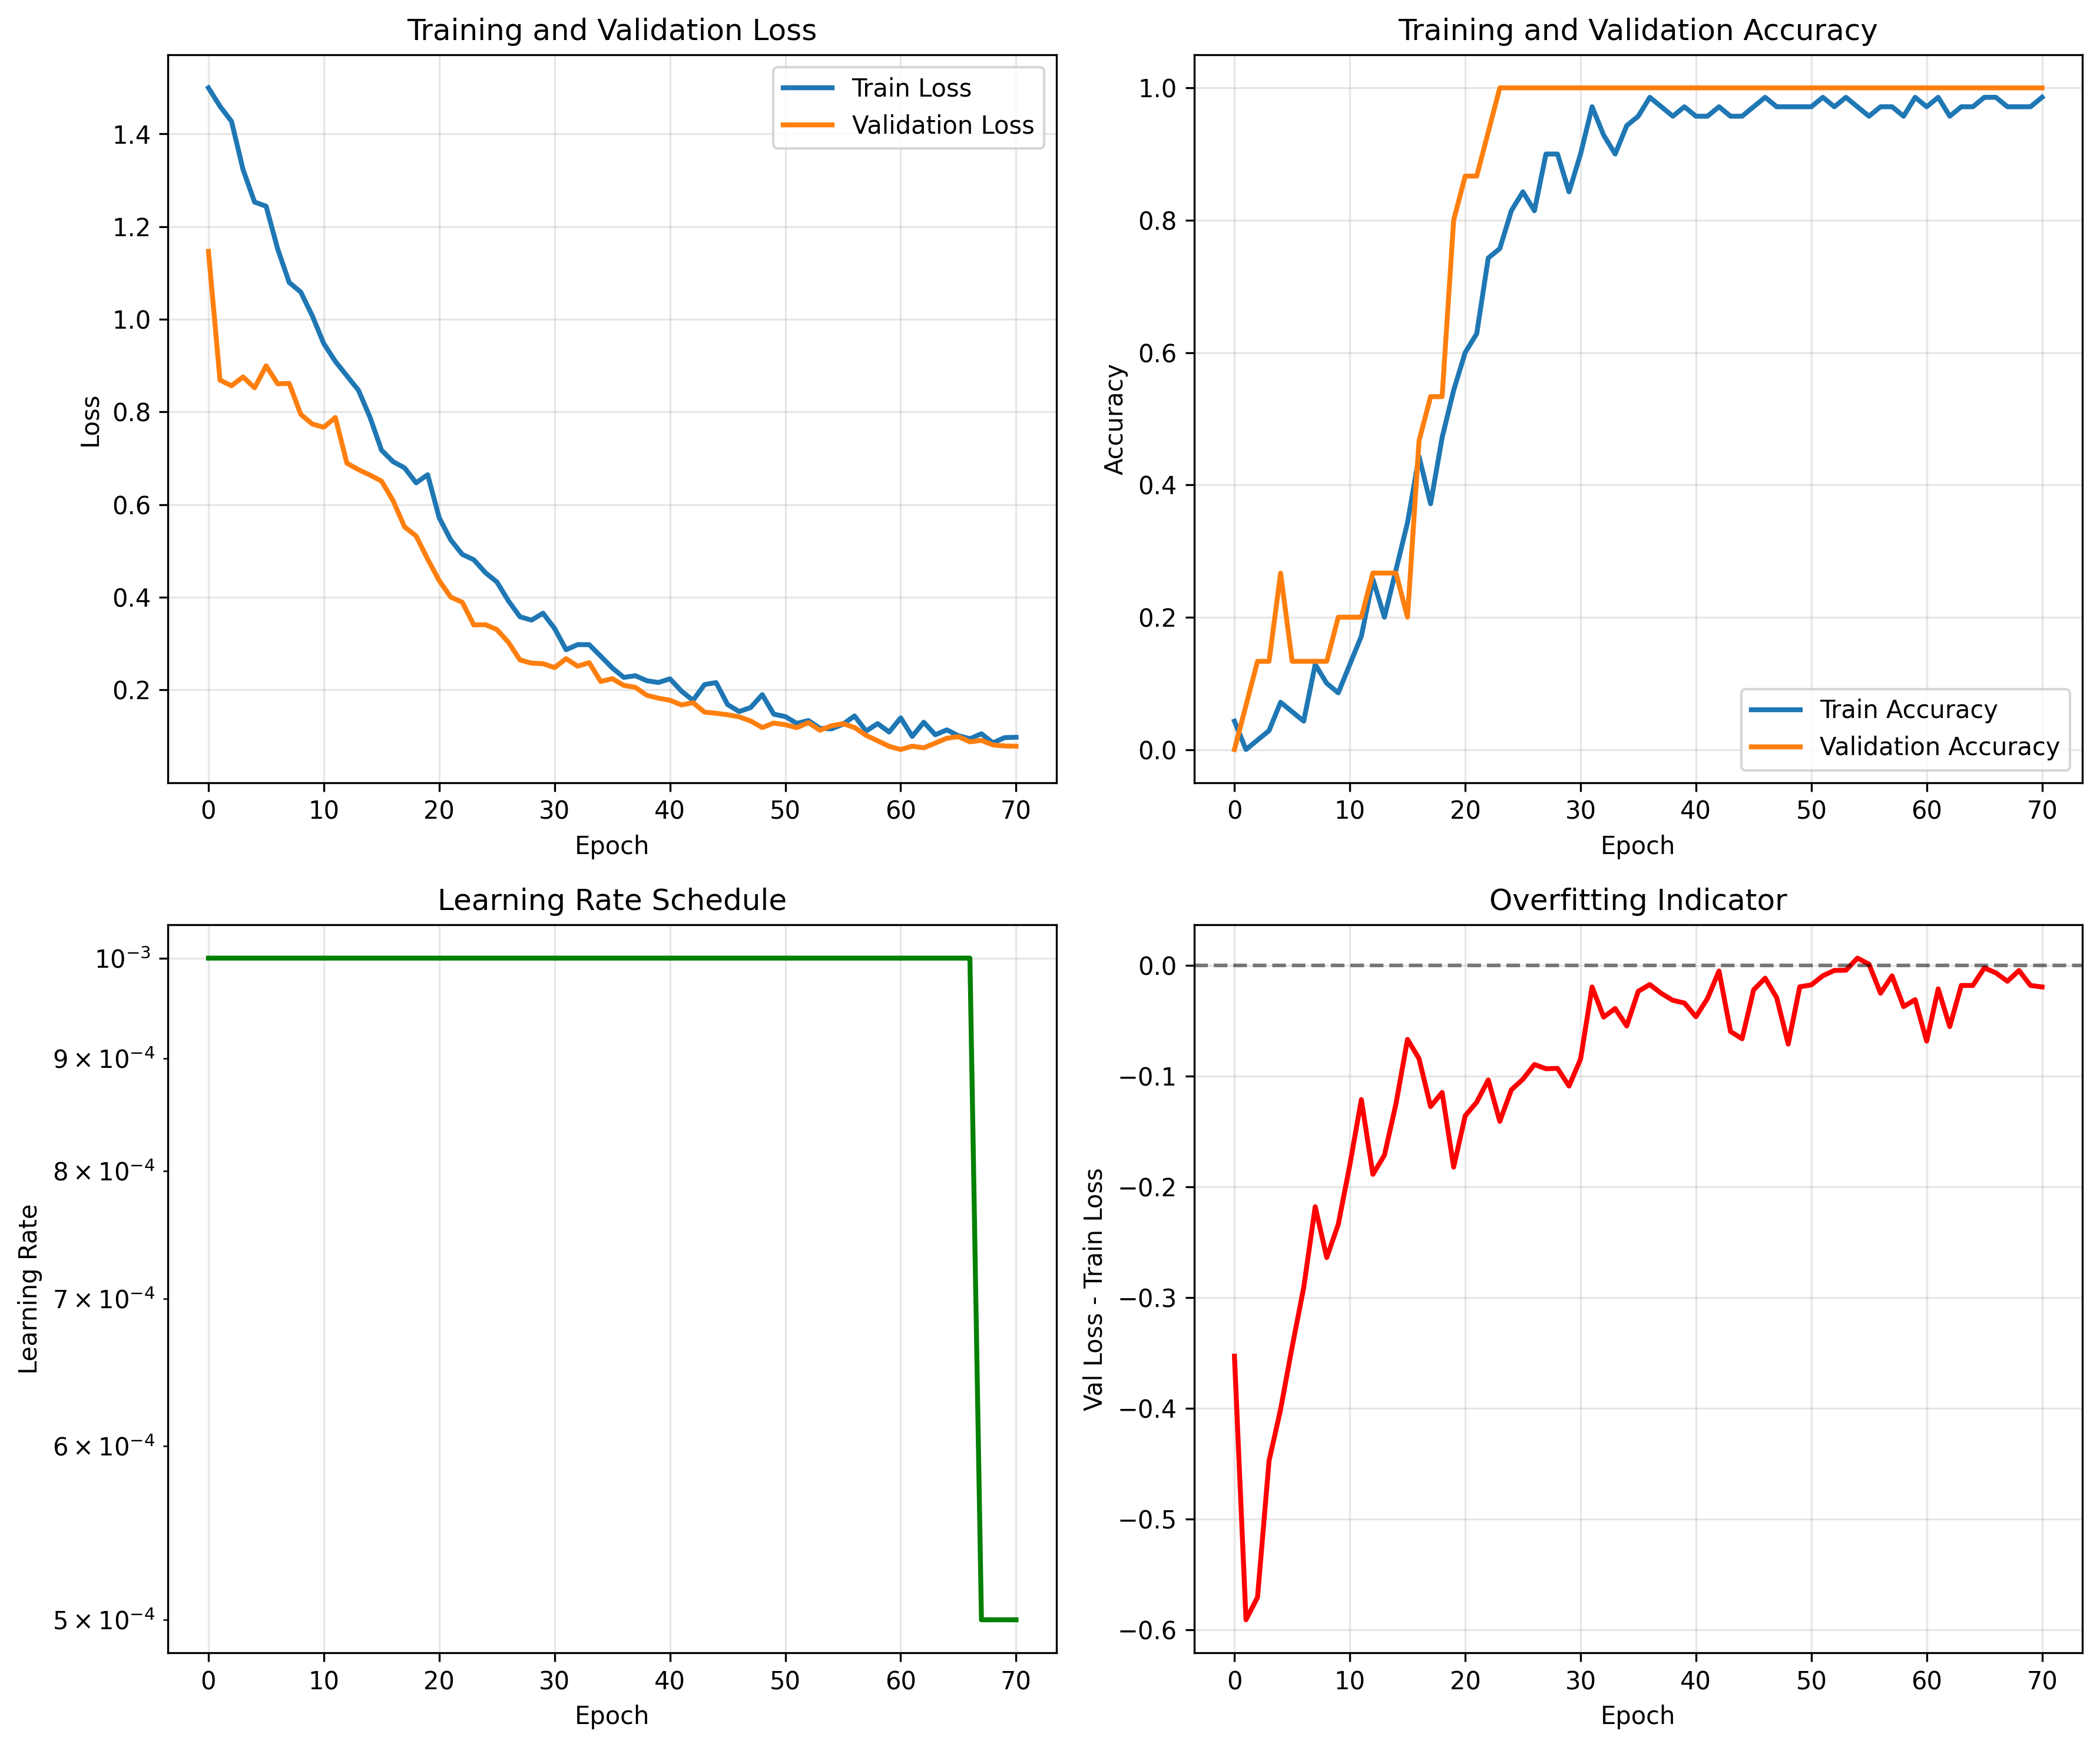 Training and Validation Loss
Train Loss
Validation Loss
1.4
1.2
1.0
0.8
0.6
0.4
0.2
Loss
0 10 20 30 40 50 60 70
Epoch
Training and Validation Accuracy
1.0
0.8
0.6
0.4
0.2
0.0
Accuracy
Train Accuracy
Validation Accuracy
0 10 20 30 40 50 60 70
Epoch
Learning Rate Schedule
10⁻³
9 × 10⁻⁴
8 × 10⁻⁴
7 × 10⁻⁴
6 × 10⁻⁴
5 × 10⁻⁴
Learning Rate
0 10 20 30 40 50 60 70
Epoch
Overfitting Indicator
0.0
−0.1
−0.2
−0.3
−0.4
−0.5
−0.6
Val Loss - Train Loss
0 10 20 30 40 50 60 70
Epoch